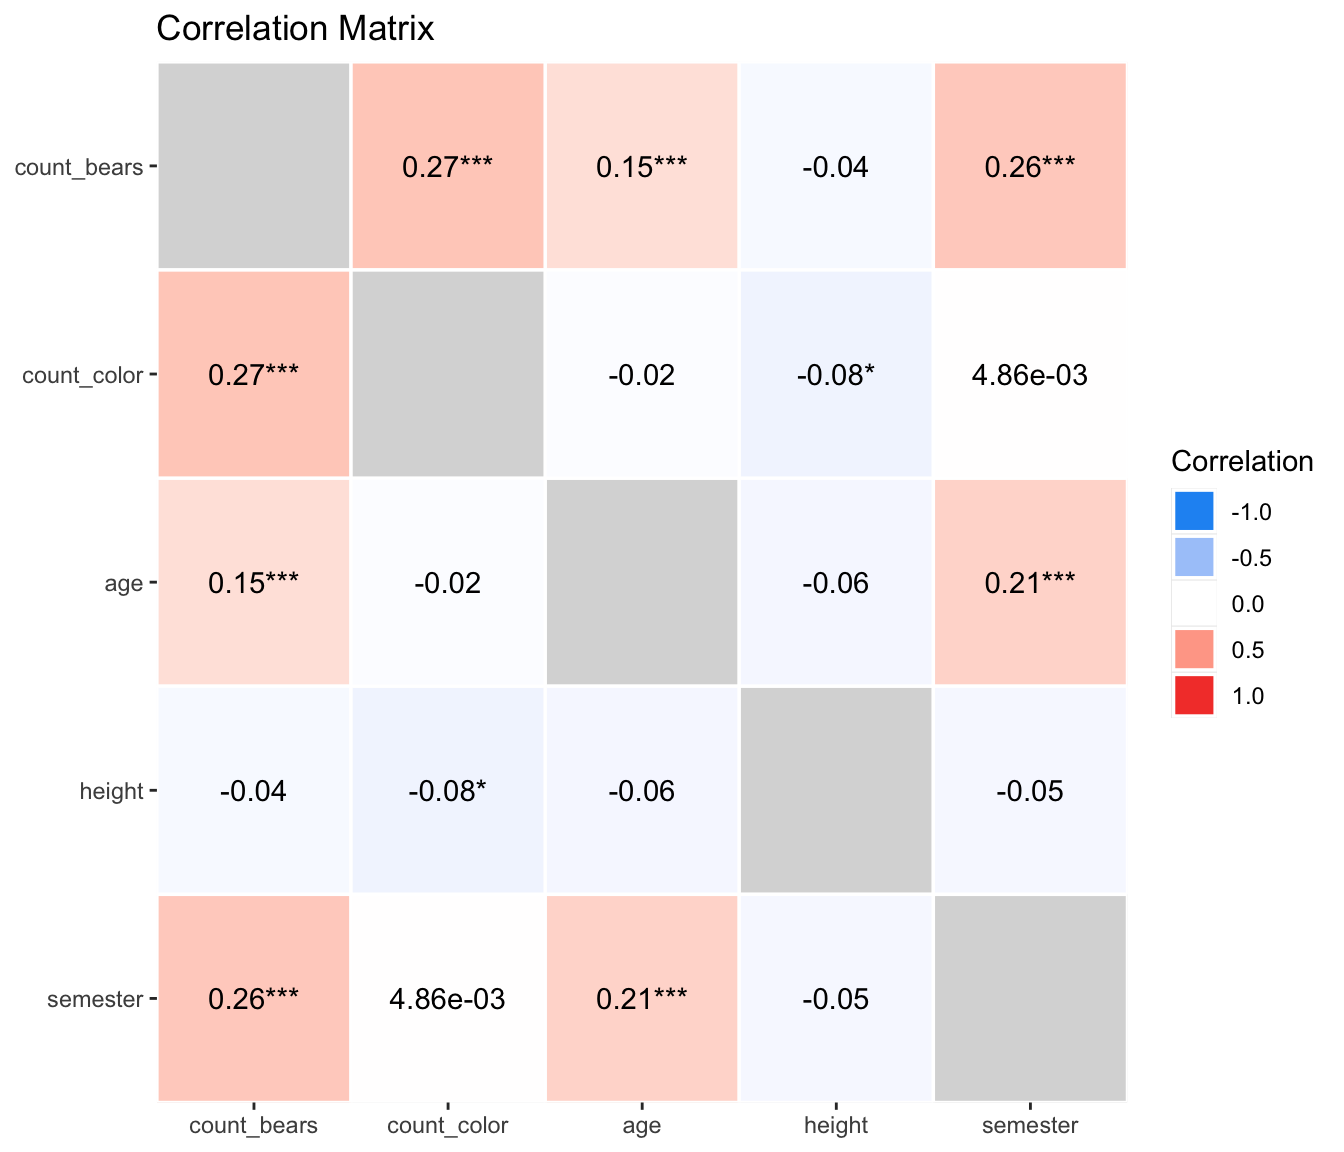 Correlation Matrix
count_bears 0.27*** 0.15*** -0.04 0.26***
count_color 0.27*** -0.02 -0.08* 4.86e-03
age 0.15*** -0.02 -0.06 0.21***
height -0.04 -0.08* -0.06 -0.05
semester 0.26*** 4.86e-03 0.21*** -0.05
count_bears count_color age height semester
Correlation
-1.0
-0.5
0.0
0.5
1.0